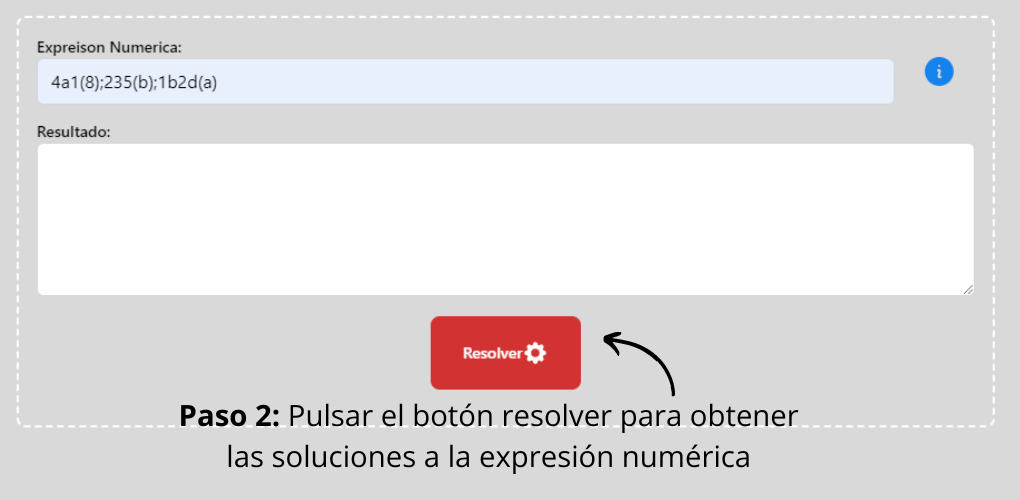 Expreison Numerica:
4a1(8);235(b);1b2d(a)
i
Resultado:
Resolver
Paso 2: Pulsar el botón resolver para obtener
las soluciones a la expresión numérica